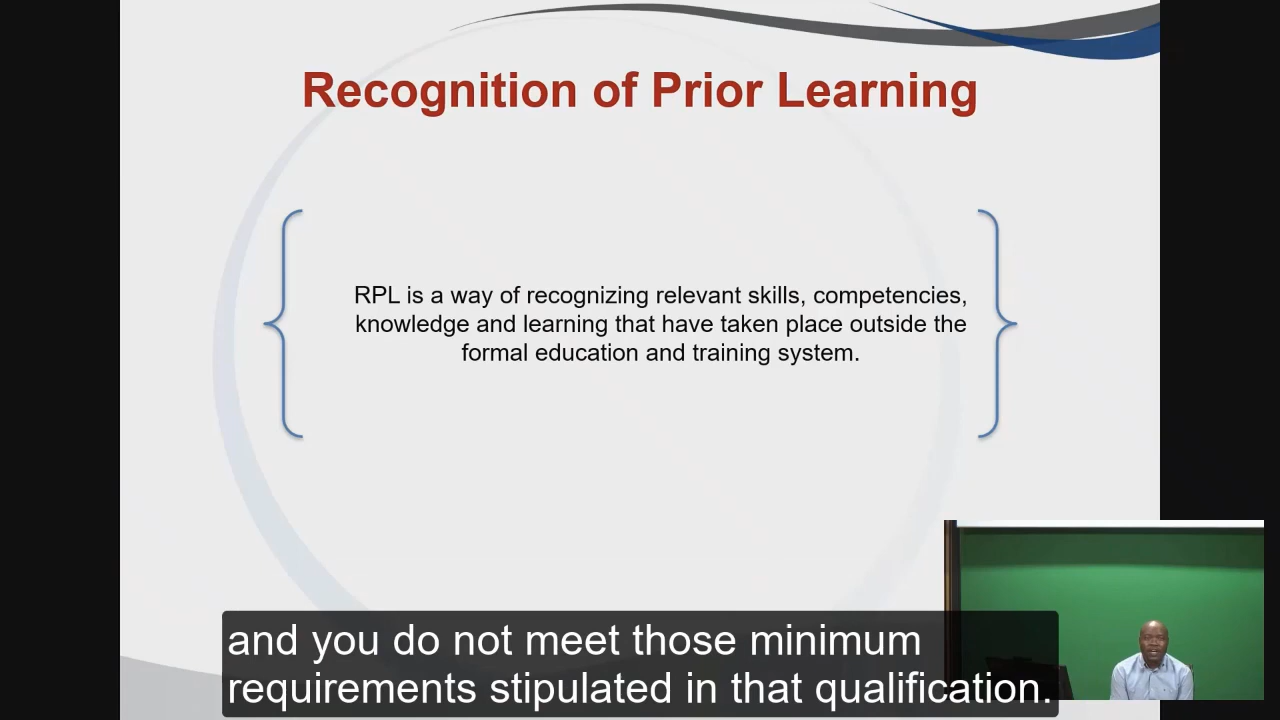 Recognition of Prior Learning
RPL is a way of recognizing relevant skills, competencies,
knowledge and learning that have taken place outside the
formal education and training system.
and you do not meet those minimum
requirements stipulated in that qualification.